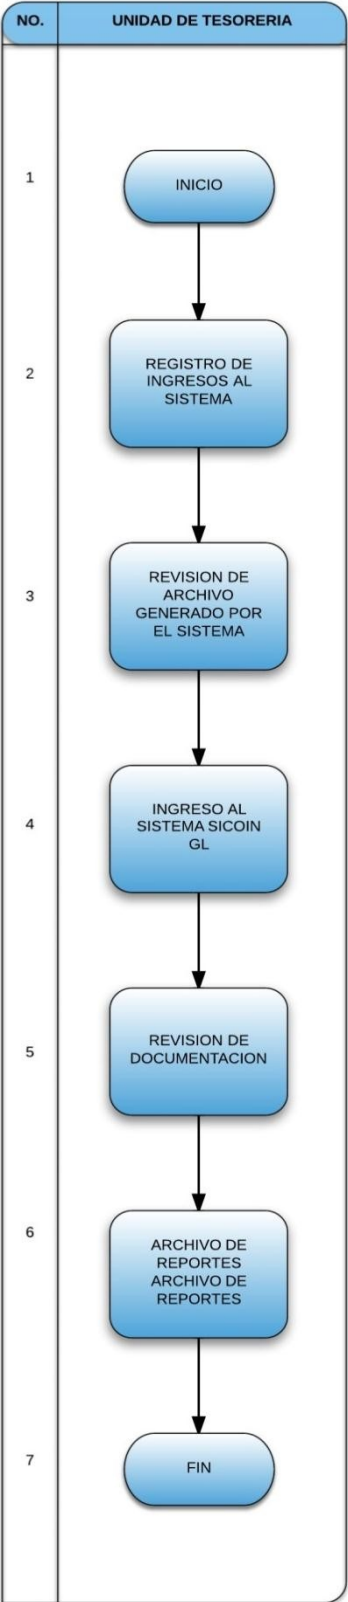 NO. UNIDAD DE TESORERIA
1
INICIO
2
REGISTRO DE
INGRESOS AL
SISTEMA
3
REVISION DE
ARCHIVO
GENERADO POR
EL SISTEMA
4
INGRESO AL
SISTEMA SICOIN
GL
5
REVISION DE
DOCUMENTACION
6
ARCHIVO DE
REPORTES
ARCHIVO DE
REPORTES
7
FIN